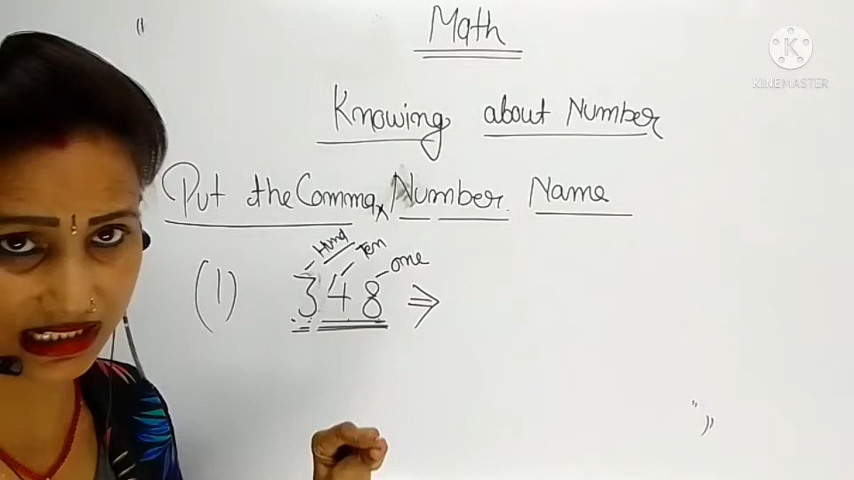 Math
KINEMASTER
Knowing about Number
Put the Comma, Number Name
Hund Ten one
(1) 348 ⇒